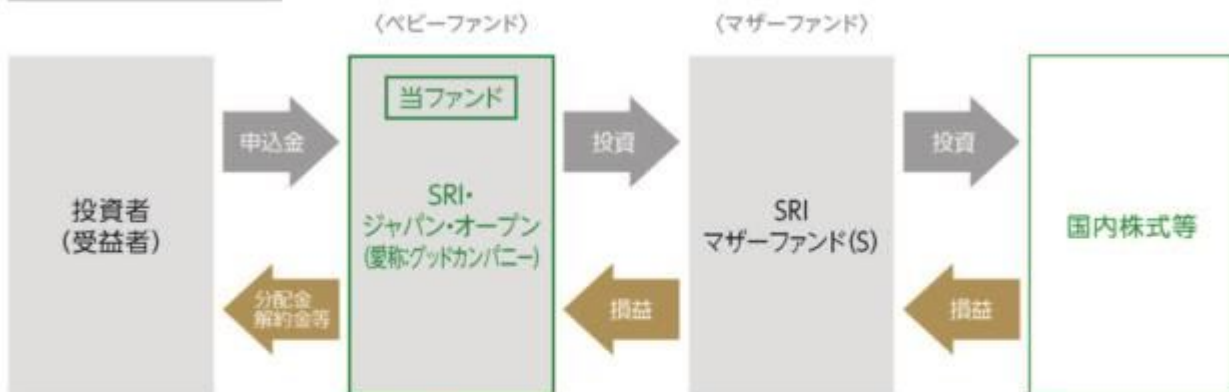 〈ベビーファンド〉
〈マザーファンド〉
当ファンド
申込金
投資
投資
投資者
(受益者)
SRI・
ジャパン・オープン
(愛称:グッドカンパニー)
SRI
マザーファンド(S)
国内株式等
分配金
解約金等
損益
損益